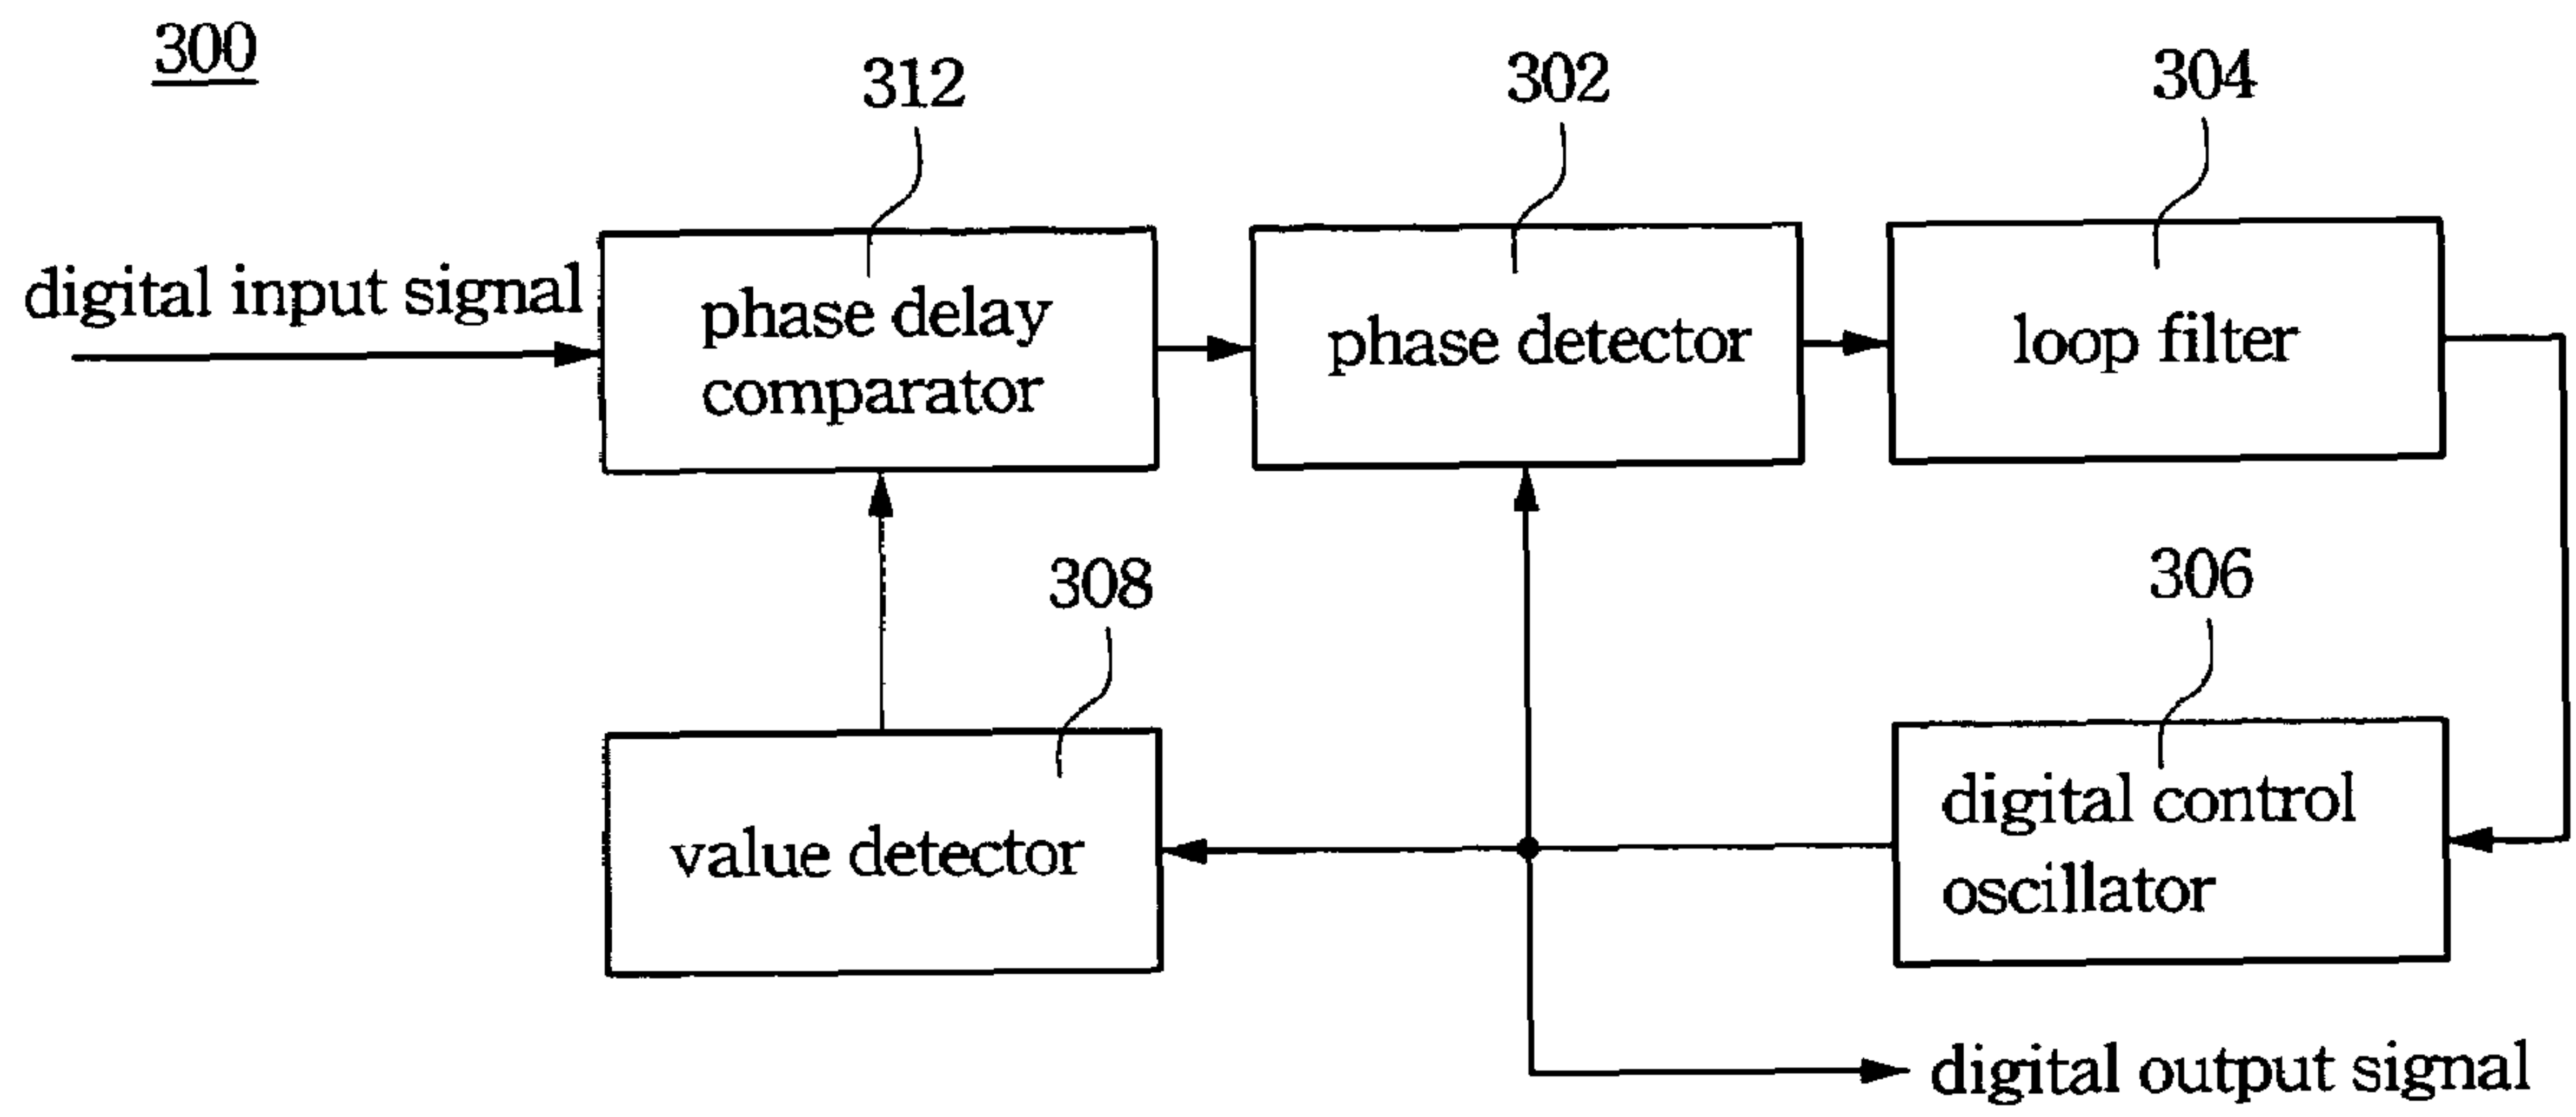 300
312
302
304
digital input signal
phase delay
comparator
phase detector
loop filter
308
306
value detector
digital control
oscillator
digital output signal